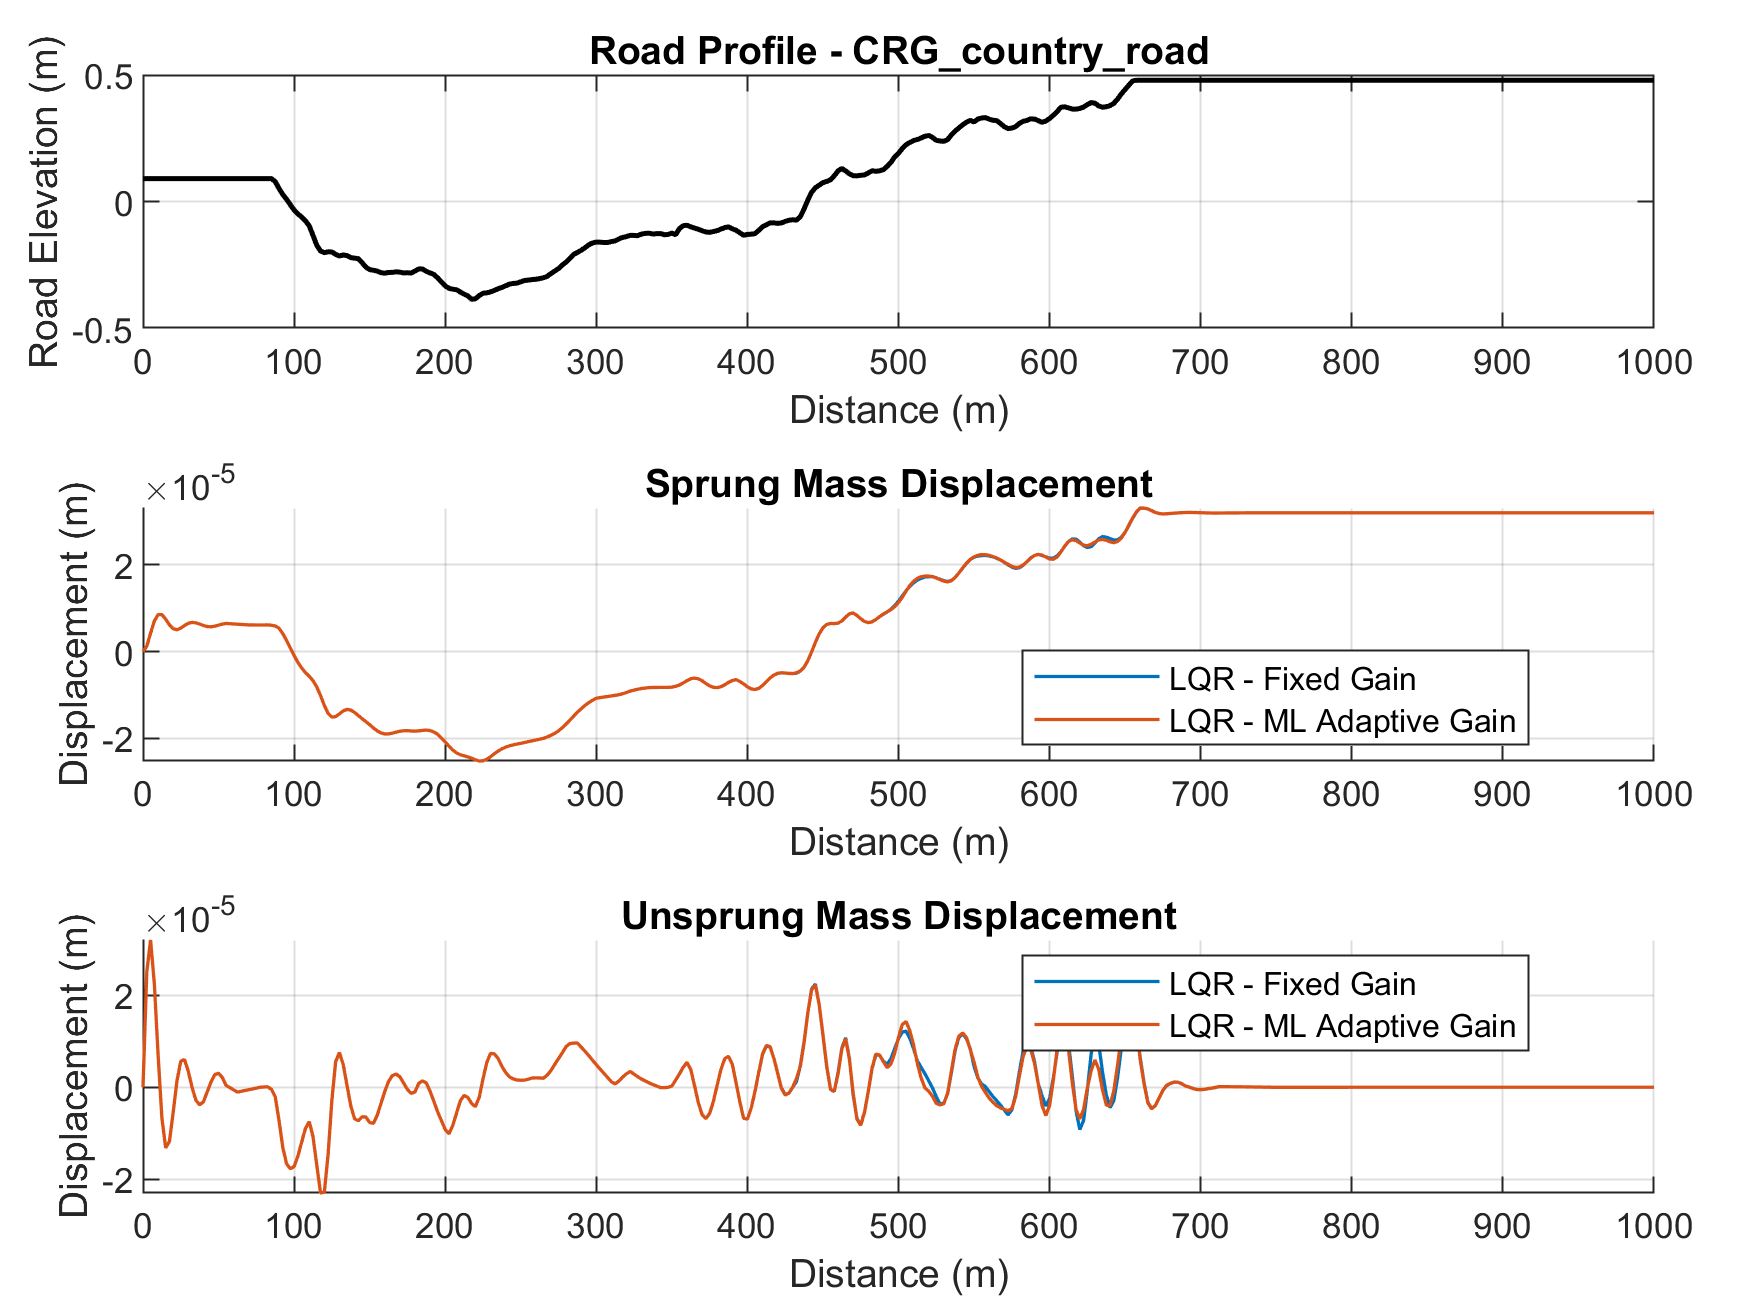 Road Profile - CRG_country_road
Road Elevation (m)
0.5
0
-0.5
0 100 200 300 400 500 600 700 800 900 1000
Distance (m)
×10-5
Sprung Mass Displacement
Displacement (m)
2
0
-2
LQR - Fixed Gain
LQR - ML Adaptive Gain
0 100 200 300 400 500 600 700 800 900 1000
Distance (m)
×10-5
Unsprung Mass Displacement
Displacement (m)
2
0
-2
LQR - Fixed Gain
LQR - ML Adaptive Gain
0 100 200 300 400 500 600 700 800 900 1000
Distance (m)